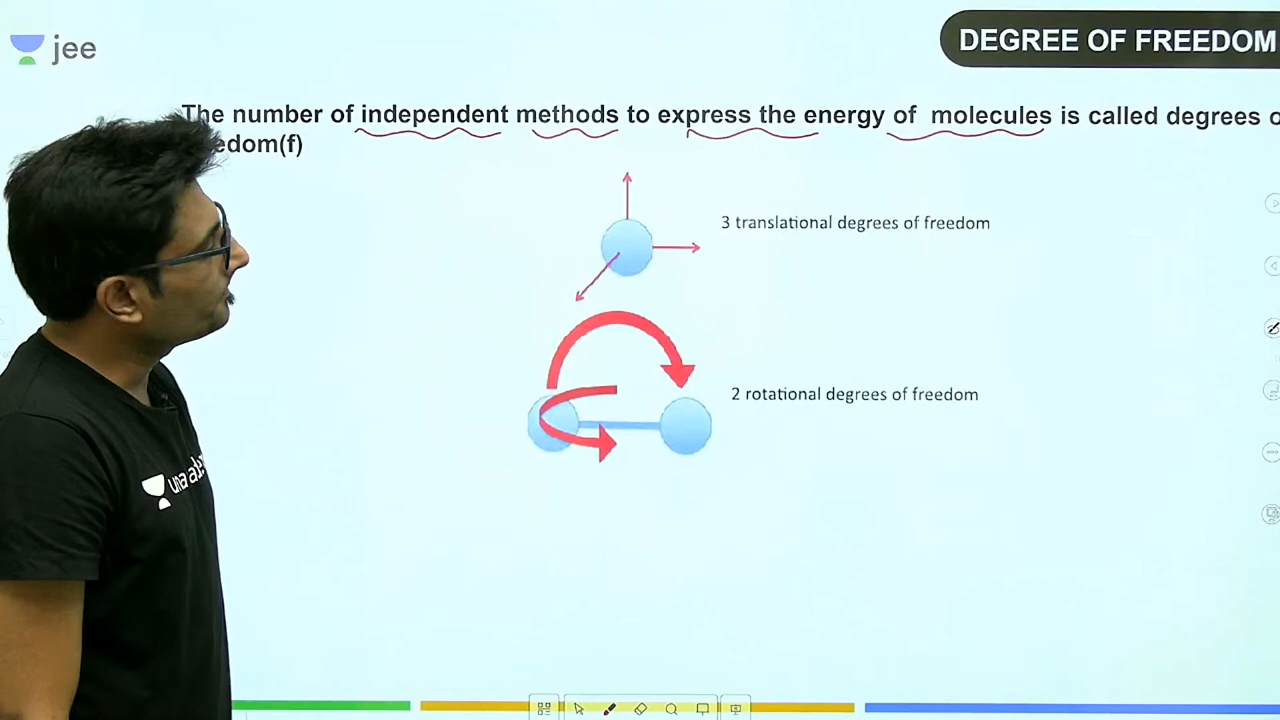 jee
DEGREE OF FREEDOM
The number of independent methods to express the energy of molecules is called degrees
edom(f)
3 translational degrees of freedom
2 rotational degrees of freedom